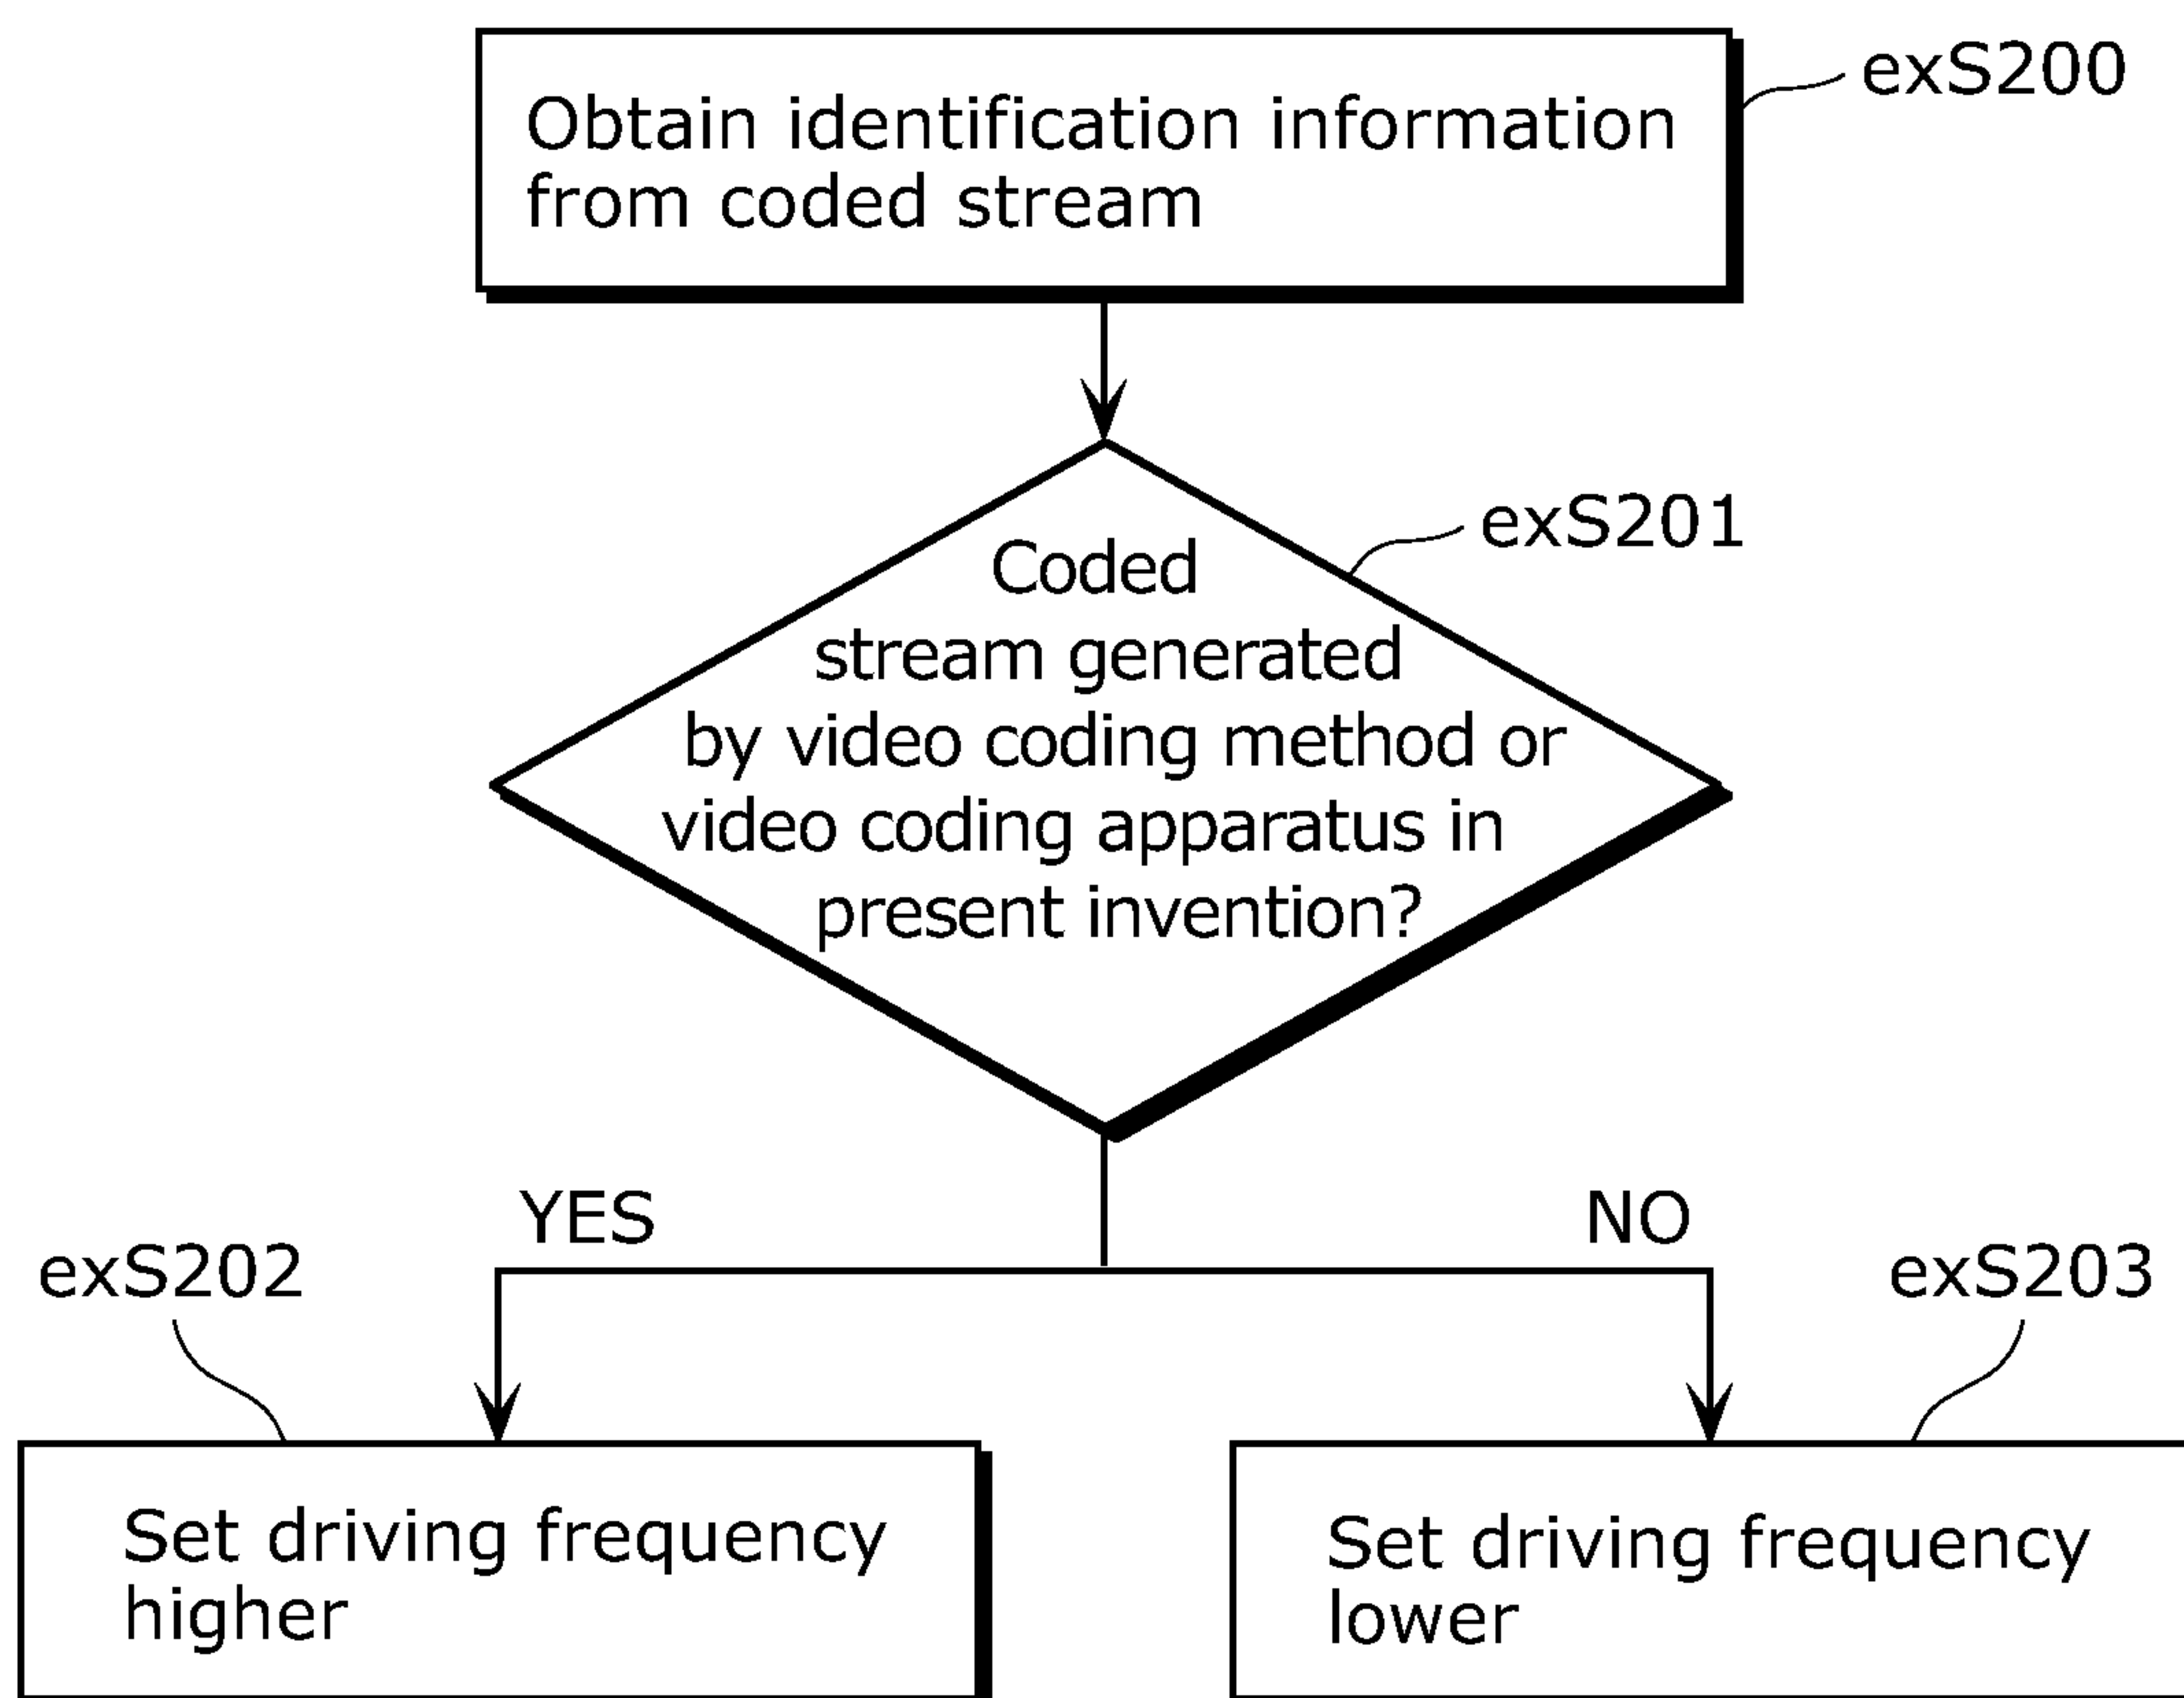 exS200
Obtain identification information
from coded stream
exS201
Coded
stream generated
by video coding method or
video coding apparatus in
present invention?
YES
NO
exS202
exS203
Set driving frequency
higher
Set driving frequency
lower